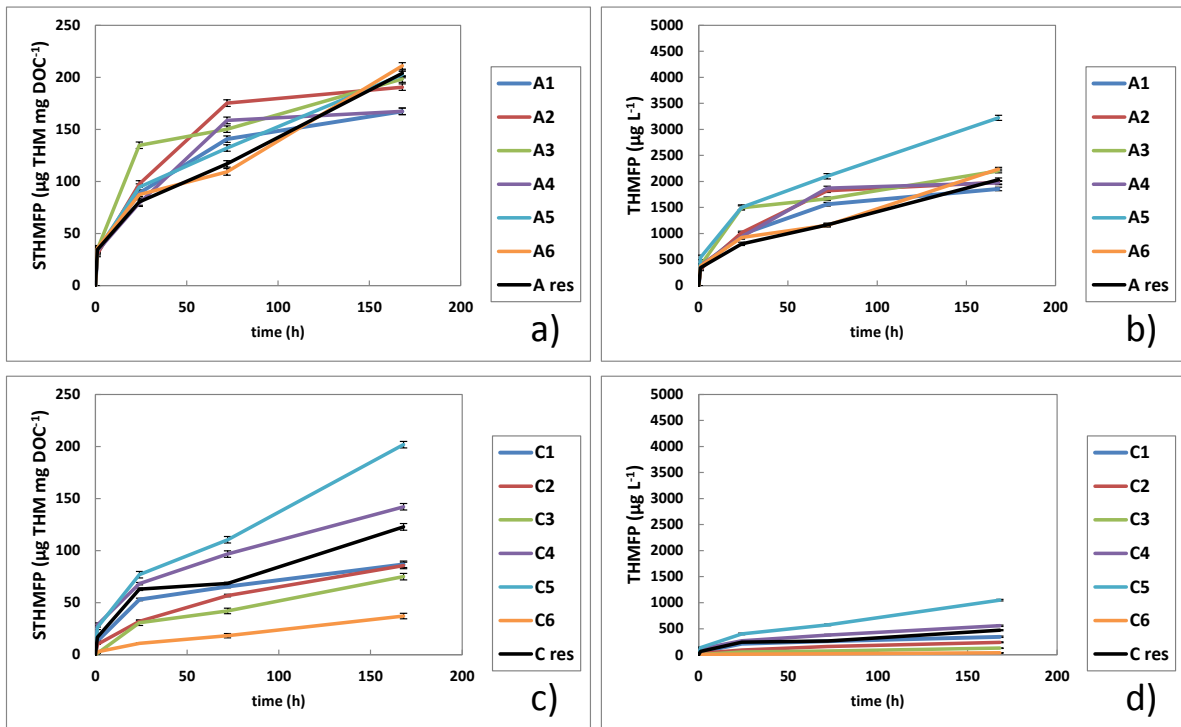 250
200
150
100
50
0
STHMFP (µg THM mg DOC⁻¹)
0 50 100 150 200
time (h)
A1
A2
A3
A4
A5
A6
A res
a)
5000
4500
4000
3500
3000
2500
2000
1500
1000
500
0
THMFP (µg L⁻¹)
0 50 100 150 200
time (h)
A1
A2
A3
A4
A5
A6
A res
b)
250
200
150
100
50
0
STHMFP (µg THM mg DOC⁻¹)
0 50 100 150 200
time (h)
C1
C2
C3
C4
C5
C6
C res
c)
5000
4500
4000
3500
3000
2500
2000
1500
1000
500
0
THMFP (µg L⁻¹)
0 50 100 150 200
time (h)
C1
C2
C3
C4
C5
C6
C res
d)